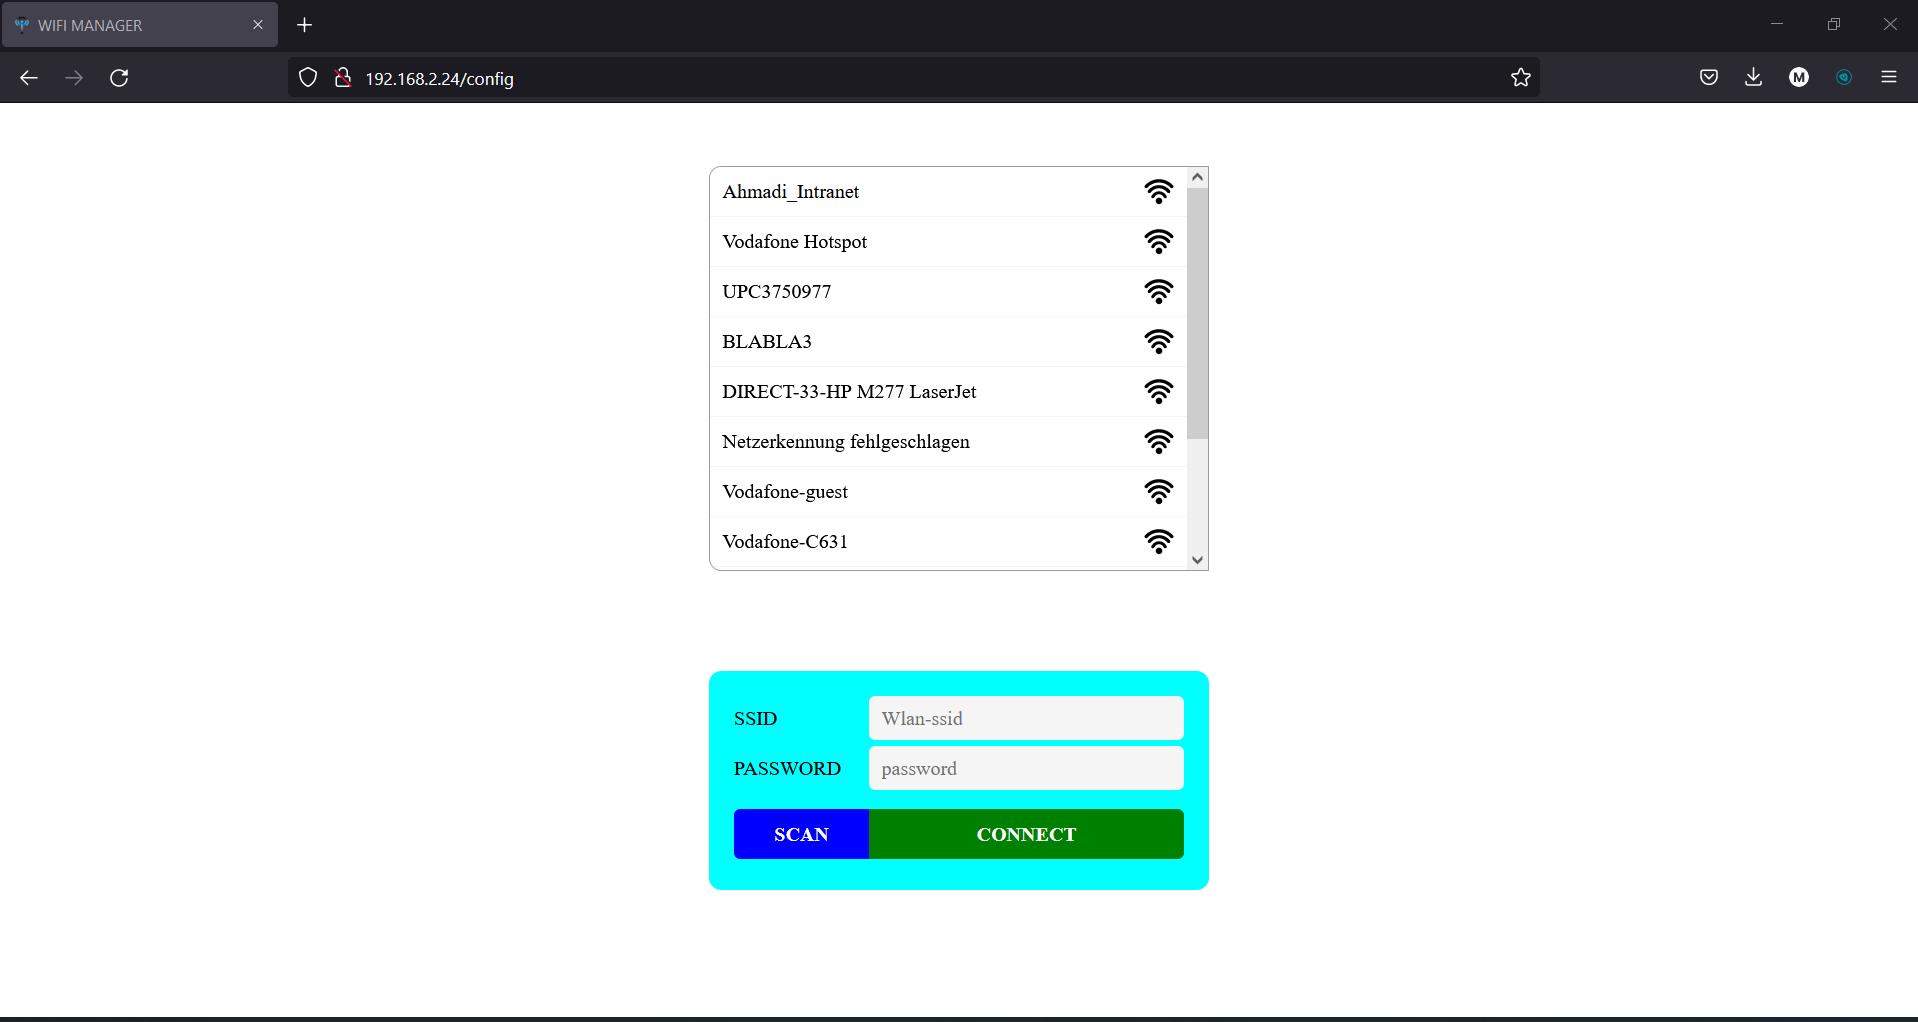 WIFI MANAGER
192.168.2.24/config
M
Ahmadi_Intranet
Vodafone Hotspot
UPC3750977
BLABLA3
DIRECT-33-HP M277 LaserJet
Netzerkennung fehlgeschlagen
Vodafone-guest
Vodafone-C631
SSID
Wlan-ssid
PASSWORD
password
SCAN
CONNECT